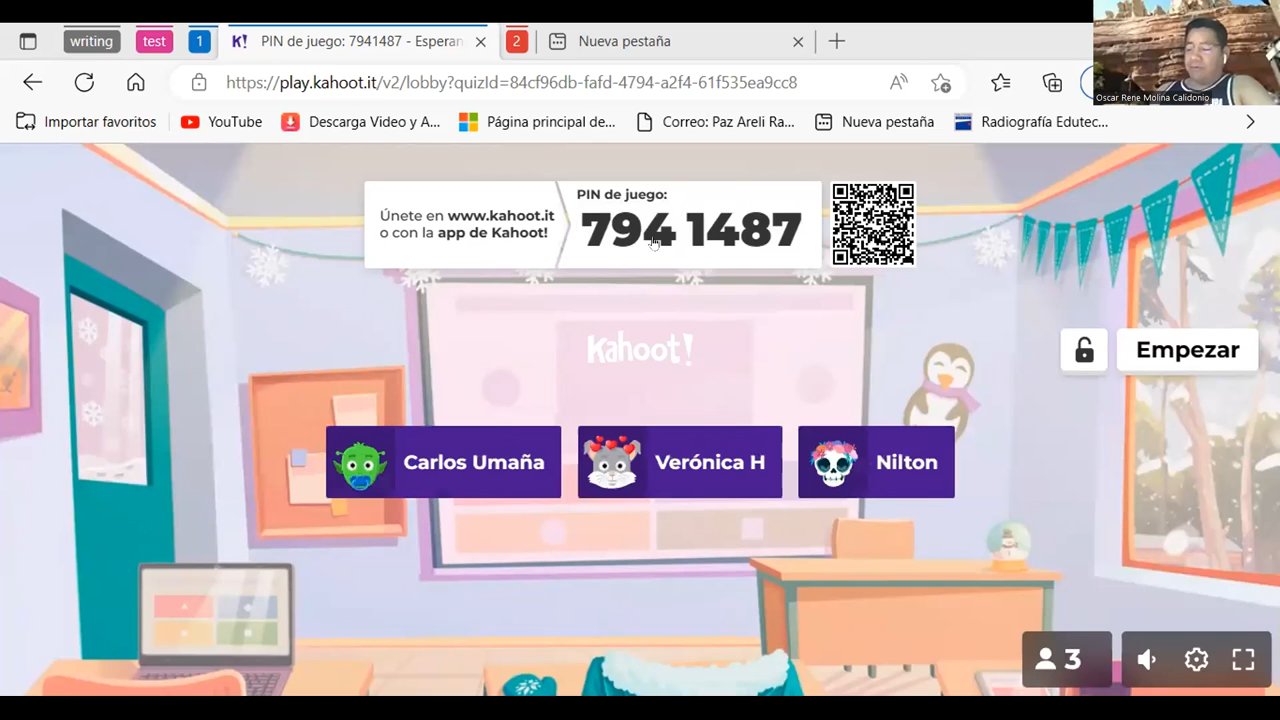 writing
test
1
K!
PIN de juego: 7941487 - Esperan
2
Nueva pestaña
https://play.kahoot.it/v2/lobby?quizId=84cf96db-fafd-4794-a2f4-61f535ea9cc8
Oscar Rene Molina Calidonio
Importar favoritos
YouTube
Descarga Video y A...
Página principal de...
Correo: Paz Areli Ra...
Nueva pestaña
Radiografía Edutec...
Únete en www.kahoot.it
o con la app de Kahoot!
PIN de juego:
794 1487
Kahoot!
Empezar
Carlos Umaña
Verónica H
Nilton
3